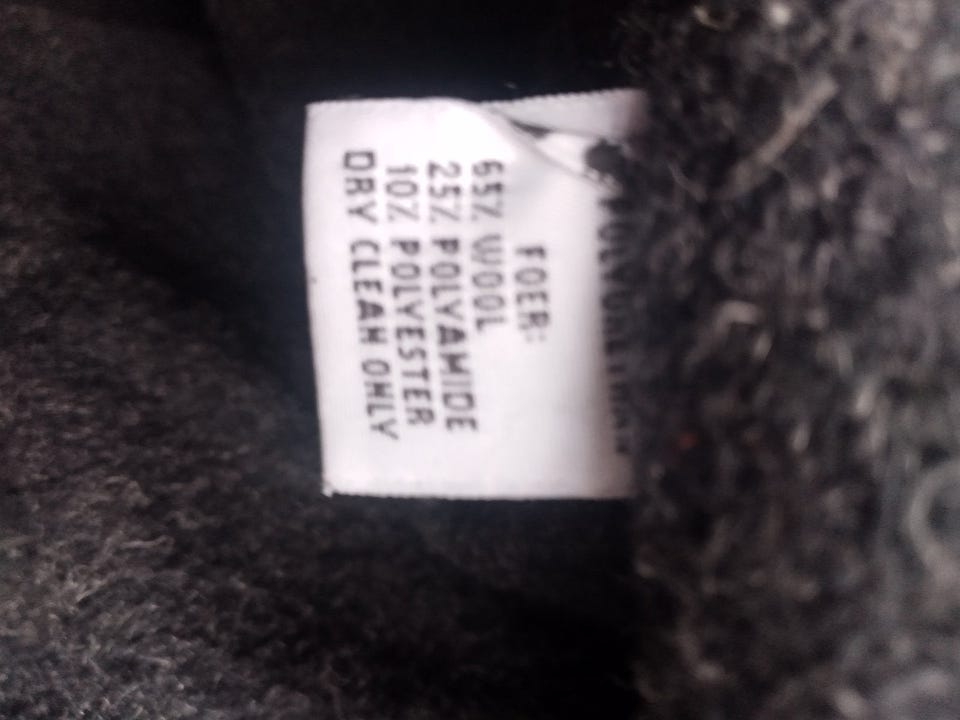 FOER:
65% WOOL
25% POLYAMIDE
10% POLYESTER
DRY CLEAN ONLY